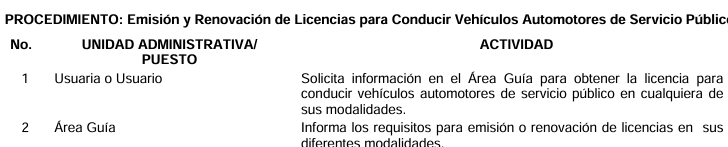 PROCEDIMIENTO: Emisión y Renovación de Licencias para Conducir Vehículos Automotores de Servicio Público
No. UNIDAD ADMINISTRATIVA/ ACTIVIDAD
PUESTO
1 Usuaria o Usuario Solicita información en el Área Guía para obtener la licencia para
conducir vehículos automotores de servicio público en cualquiera de
sus modalidades.
2 Área Guía Informa los requisitos para emisión o renovación de licencias en sus
diferentes modalidades.